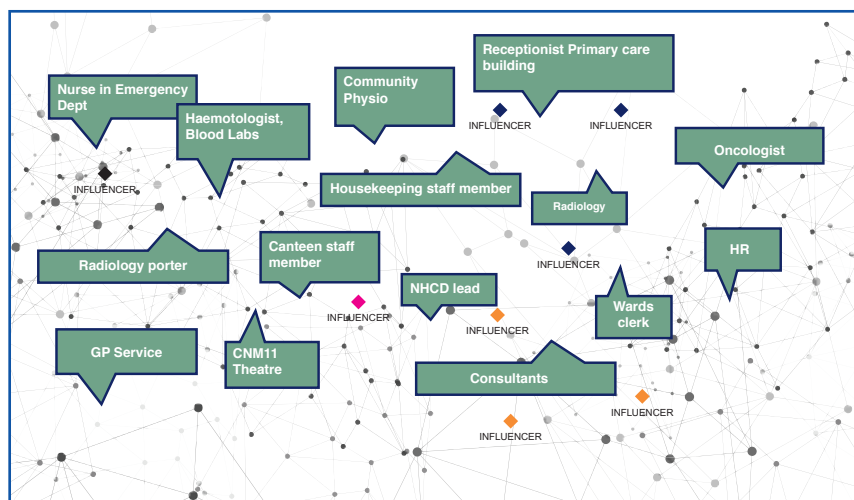 Receptionist Primary care
building
Nurse in Emergency
Dept
Community
Physio
Haemotologist,
Blood Labs
INFLUENCER
INFLUENCER
Oncologist
INFLUENCER
Housekeeping staff member
Radiology
Canteen staff
member
HR
Radiology porter
INFLUENCER
NHCD lead
Wards
clerk
INFLUENCER
INFLUENCER
GP Service
CNM11
Theatre
Consultants
INFLUENCER
INFLUENCER